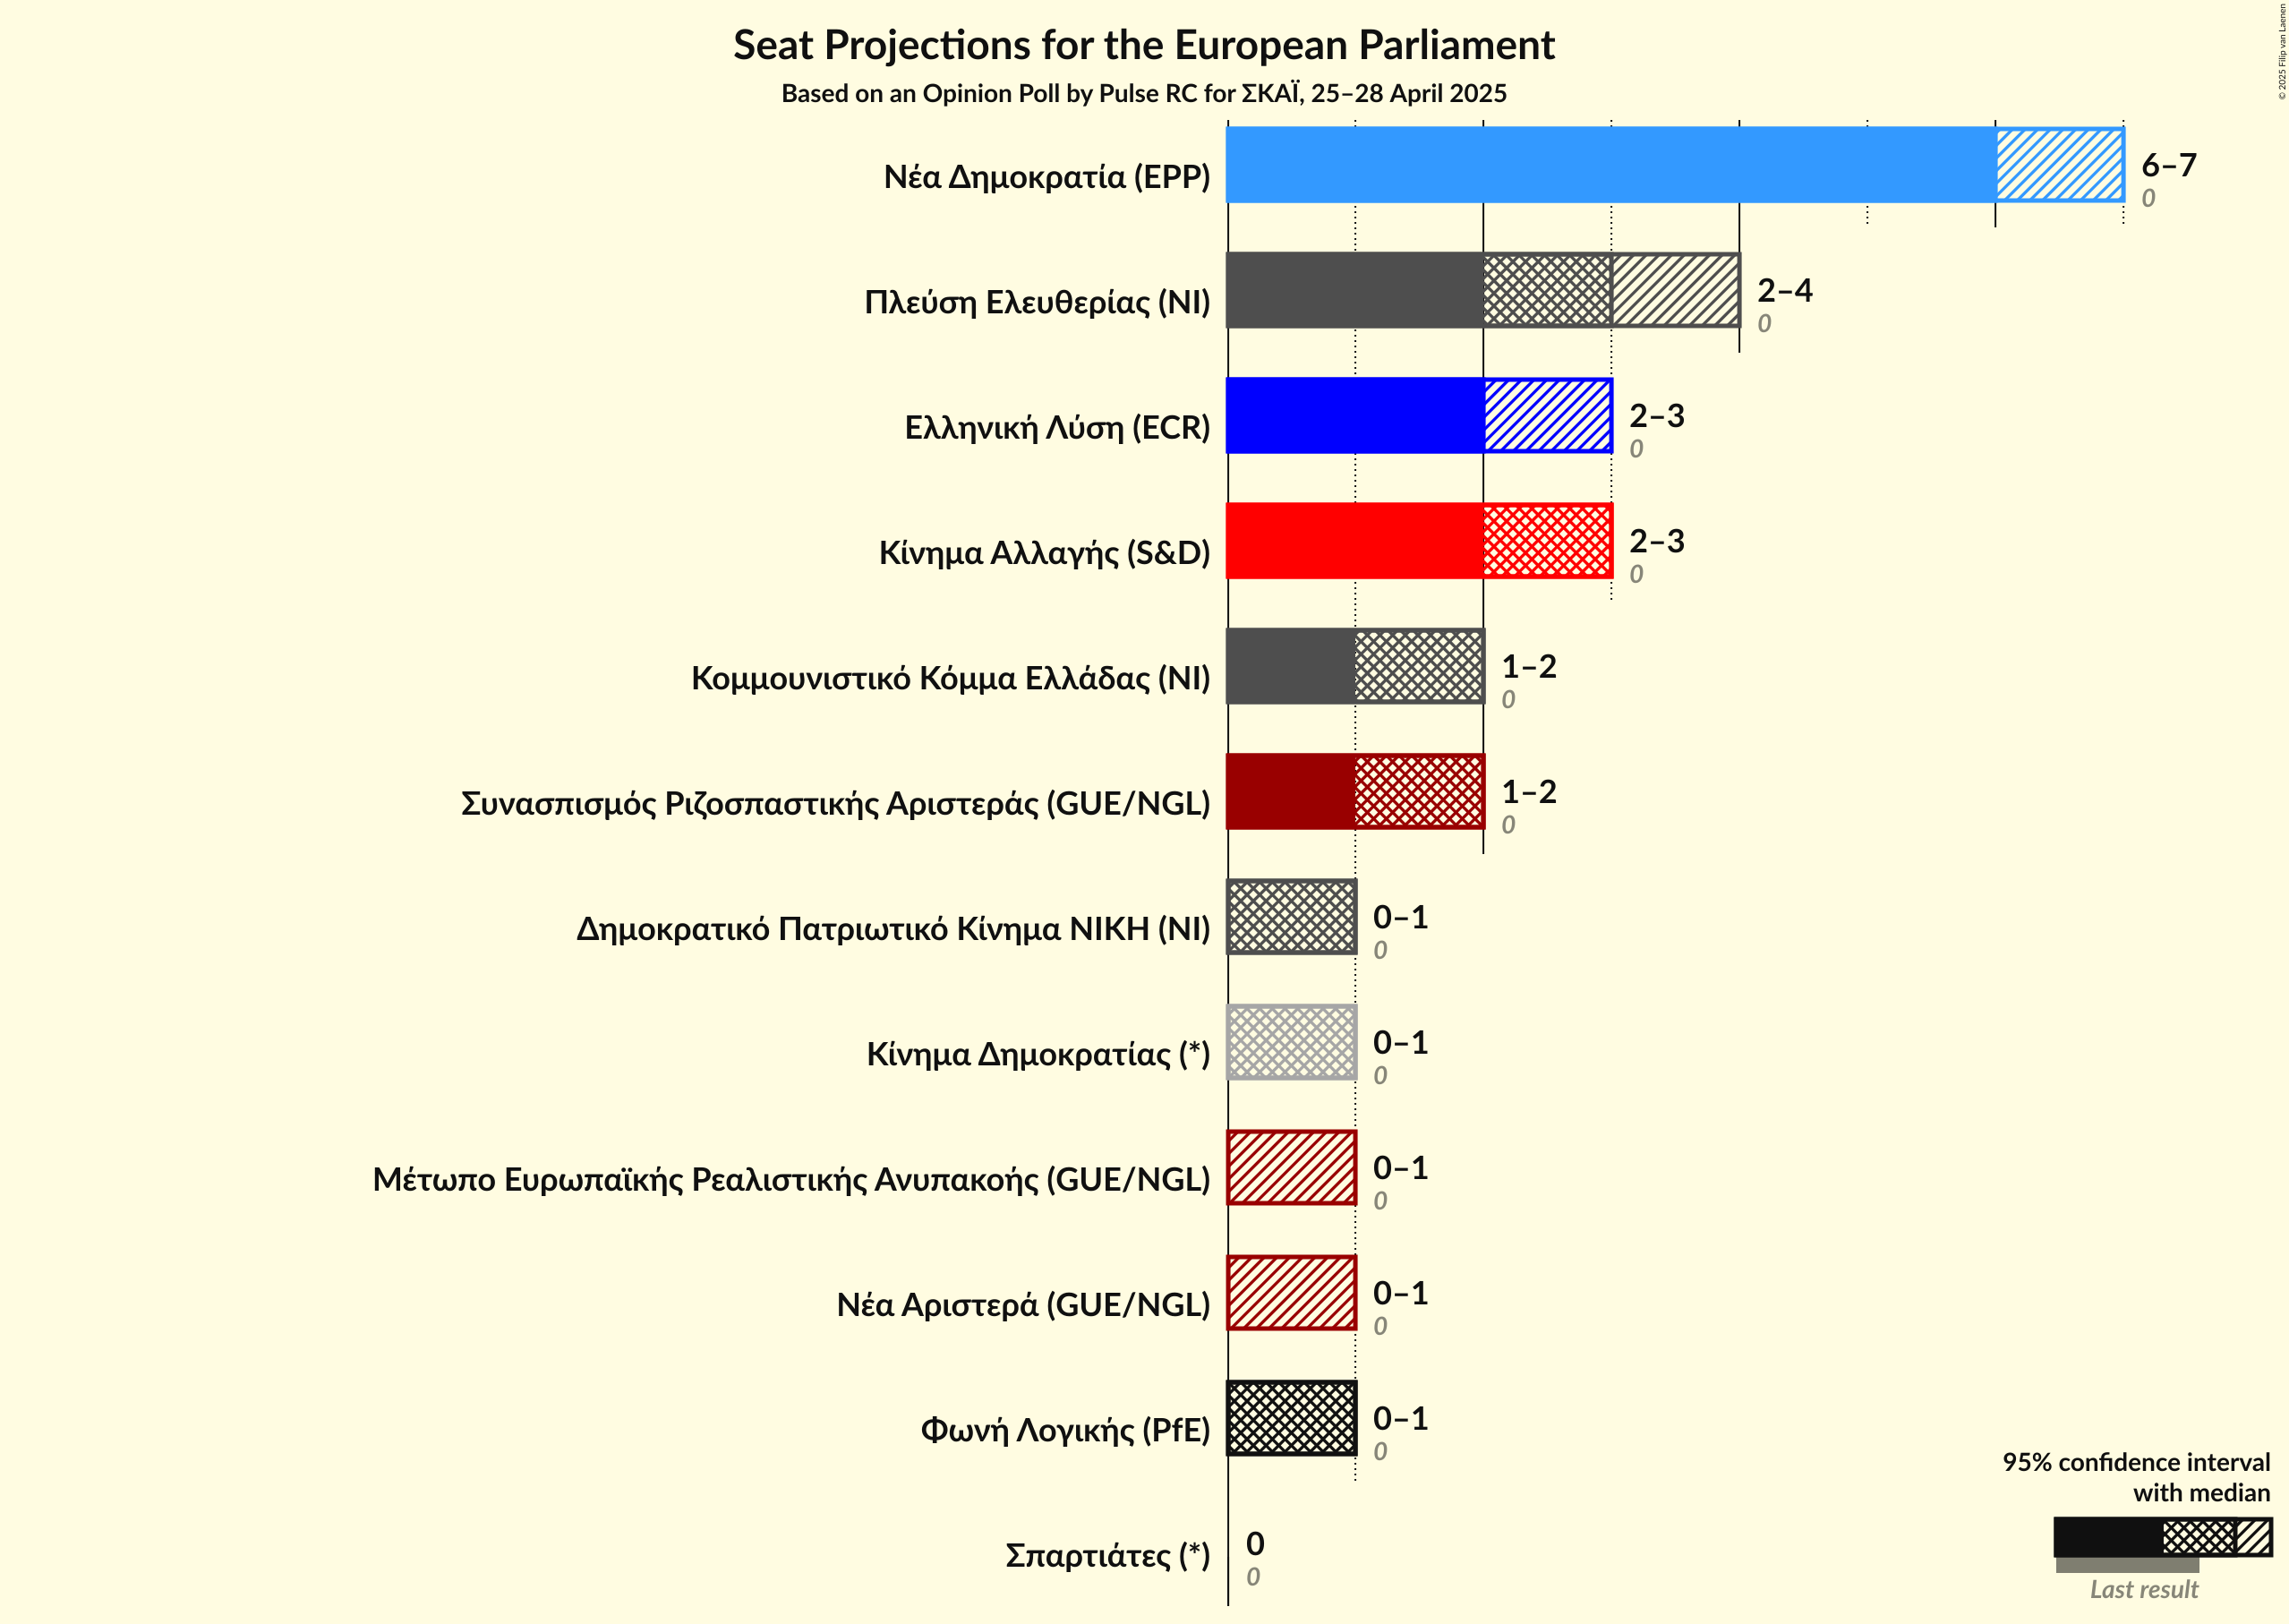 Seat Projections for the European Parliament
Based on an Opinion Poll by Pulse RC for ΣΚΑΪ, 25–28 April 2025
© 2025 Filip van Laenen
Νέα Δημοκρατία (EPP)
6–7
0
Πλεύση Ελευθερίας (NI)
2–4
0
Ελληνική Λύση (ECR)
2–3
0
Κίνημα Αλλαγής (S&D)
2–3
0
Κομμουνιστικό Κόμμα Ελλάδας (NI)
1–2
0
Συνασπισμός Ριζοσπαστικής Αριστεράς (GUE/NGL)
1–2
0
Δημοκρατικό Πατριωτικό Κίνημα ΝΙΚΗ (NI)
0–1
0
Κίνημα Δημοκρατίας (*)
0–1
0
Μέτωπο Ευρωπαϊκής Ρεαλιστικής Ανυπακοής (GUE/NGL)
0–1
0
Νέα Αριστερά (GUE/NGL)
0–1
0
Φωνή Λογικής (PfE)
0–1
0
Σπαρτιάτες (*)
0
0
95% confidence interval
with median
Last result